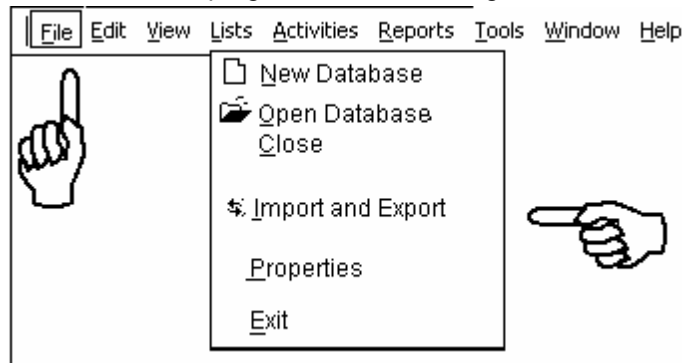 File Edit View Lists Activities Reports Tools Window Help
New Database
Open Database
Close
Import and Export
Properties
Exit